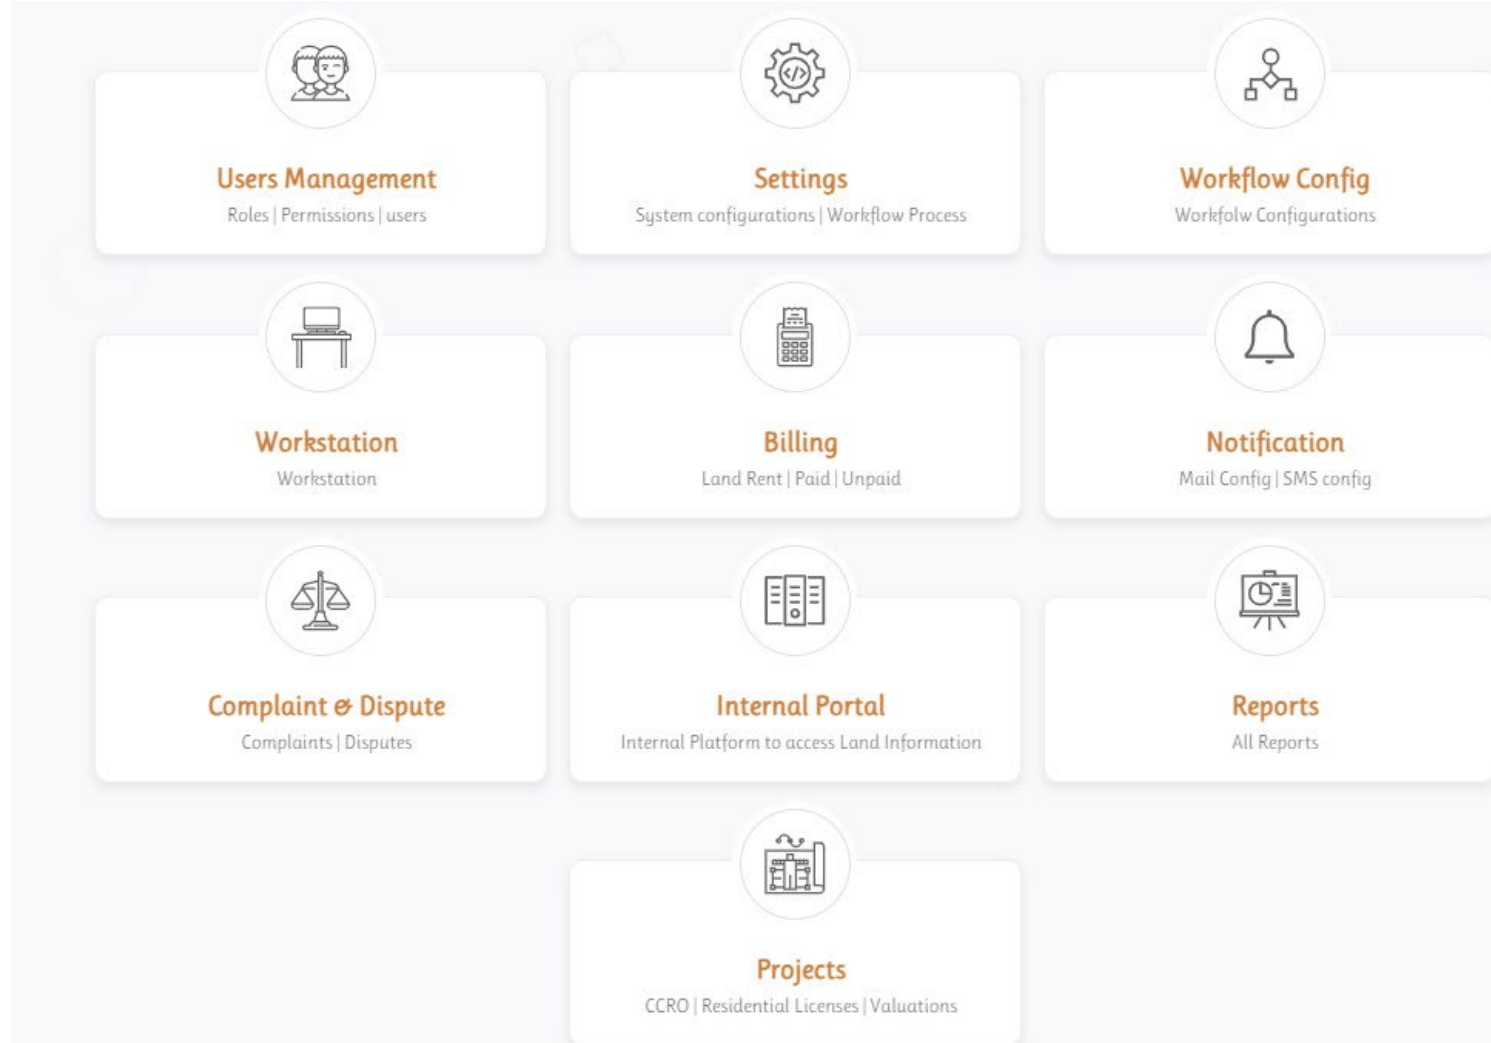 Users Management
Roles | Permissions | users
Settings
System configurations | Workflow Process
Workflow Config
Workfolw Configurations
Workstation
Workstation
Billing
Land Rent | Paid | Unpaid
Notification
Mail Config | SMS config
Complaint & Dispute
Complaints | Disputes
Internal Portal
Internal Platform to access Land Information
Reports
All Reports
Projects
CCRO | Residential Licenses | Valuations